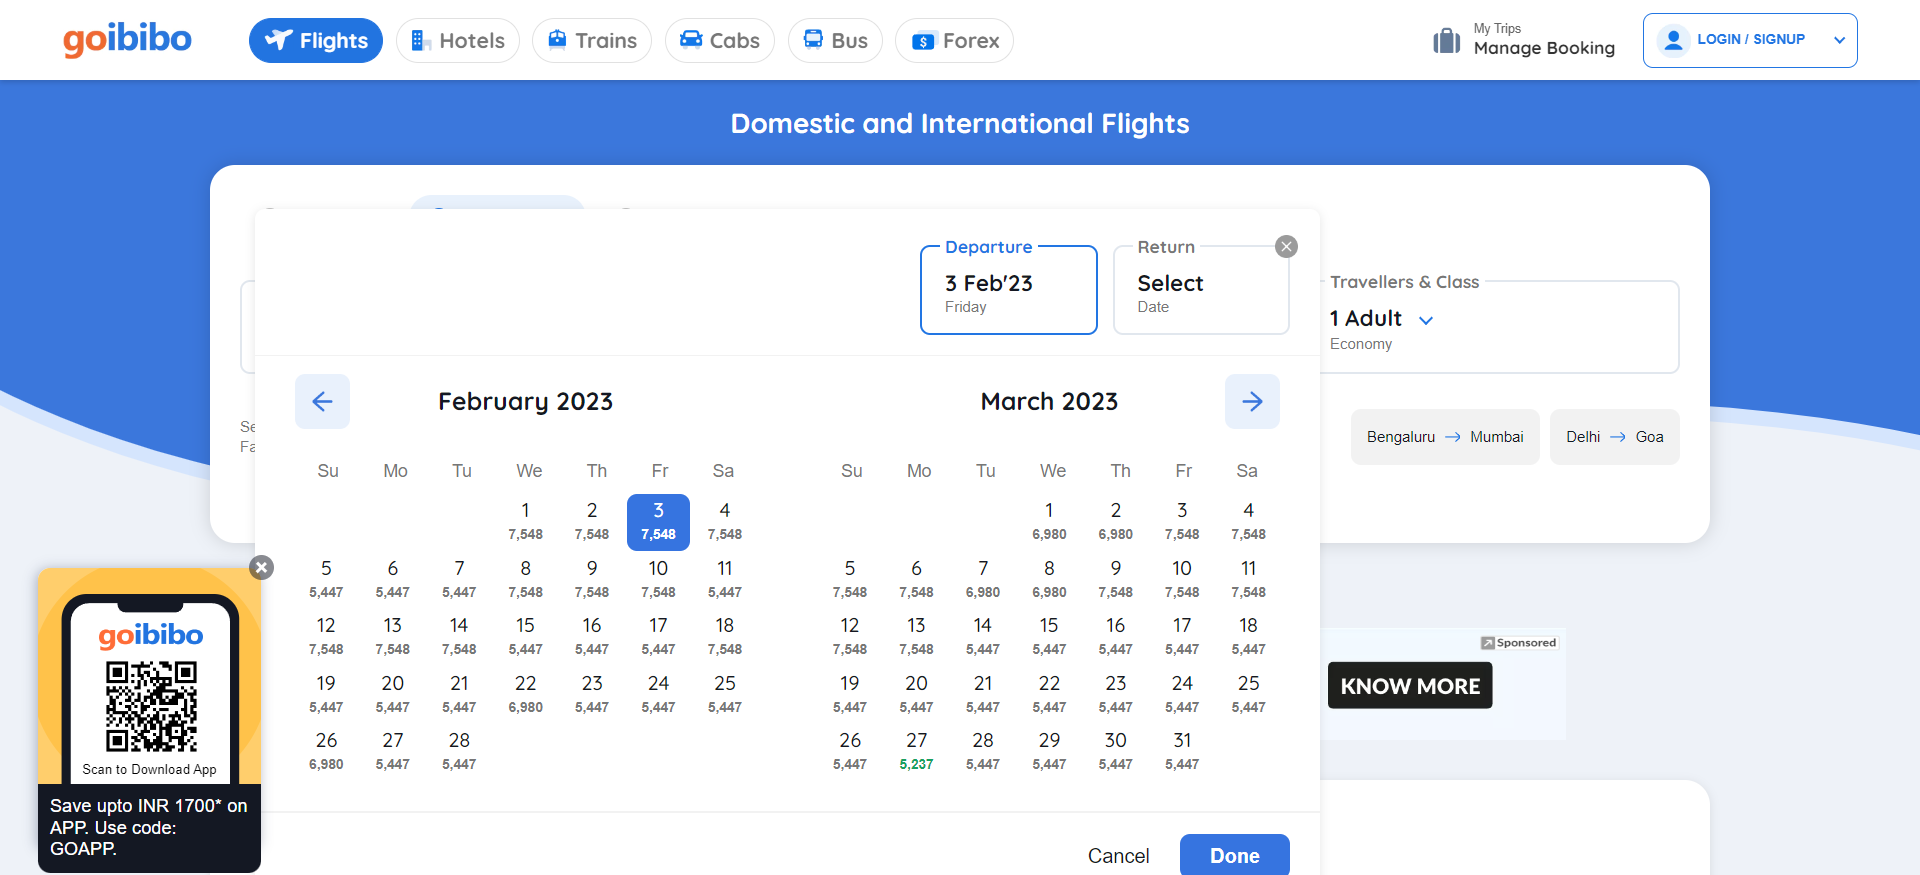 goibibo
Flights
Hotels
Trains
Cabs
Bus
Forex
My Trips
Manage Booking
LOGIN / SIGNUP
Domestic and International Flights
Departure
3 Feb'23
Friday
Return
Select
Date
Travellers & Class
1 Adult
Economy
Se
Fa
Bengaluru → Mumbai
Delhi → Goa
February 2023
Su Mo Tu We Th Fr Sa
1 2 3 4
7,548 7,548 7,548 7,548
5 6 7 8 9 10 11
5,447 5,447 5,447 7,548 7,548 7,548 5,447
12 13 14 15 16 17 18
7,548 7,548 7,548 5,447 5,447 5,447 7,548
19 20 21 22 23 24 25
5,447 5,447 5,447 6,980 5,447 5,447 5,447
26 27 28
6,980 5,447 5,447
March 2023
Su Mo Tu We Th Fr Sa
1 2 3 4
6,980 6,980 7,548 7,548
5 6 7 8 9 10 11
7,548 7,548 6,980 6,980 7,548 7,548 7,548
12 13 14 15 16 17 18
7,548 7,548 5,447 5,447 5,447 5,447 5,447
19 20 21 22 23 24 25
5,447 5,447 5,447 5,447 5,447 5,447 5,447
26 27 28 29 30 31
5,447 5,237 5,447 5,447 5,447 5,447
Cancel
Done
Sponsored
KNOW MORE
goibibo
Scan to Download App
Save upto INR 1700* on
APP. Use code:
GOAPP.